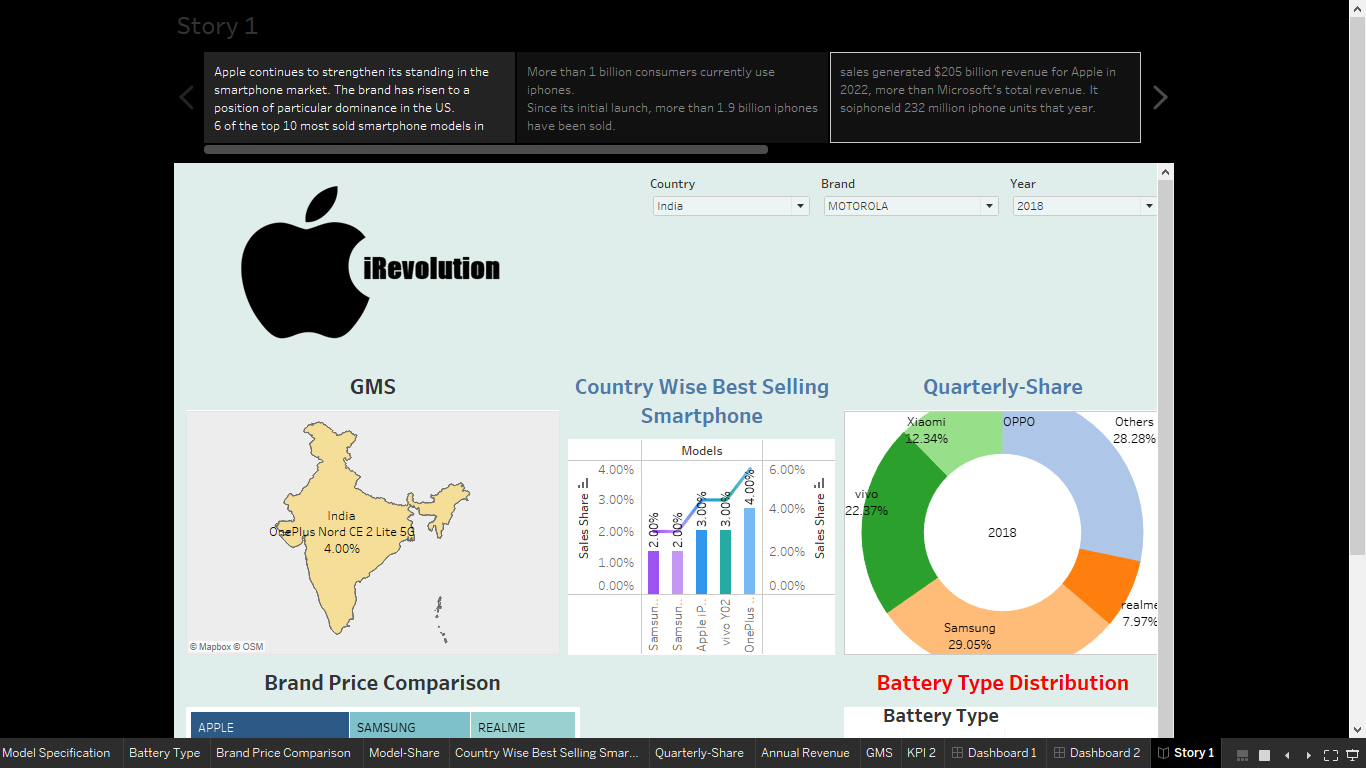 Story 1
Apple continues to strengthen its standing in the
smartphone market. The brand has risen to a
position of particular dominance in the US.
6 of the top 10 most sold smartphone models in
More than 1 billion consumers currently use
iphones.
Since its initial launch, more than 1.9 billion iphones
have been sold.
sales generated $205 billion revenue for Apple in
2022, more than Microsoft's total revenue. It
soiphoneld 232 million iphone units that year.
iRevolution
Country
India
Brand
MOTOROLA
Year
2018
GMS
India
OnePlus Nord CE 2 Lite 5G
4.00%
© Mapbox © OSM
Country Wise Best Selling
Smartphone
Models
Sales Share
4.00%
3.00%
2.00%
1.00%
0.00%
2.00%
2.00%
3.00%
3.00%
4.00%
6.00%
4.00%
2.00%
0.00%
Sales Share
Samsun..
Samsun..
Apple iP..
vivo Y02
OnePlus ..
Quarterly-Share
Xiaomi
12.34%
OPPO
Others
28.28%
vivo
22.37%
2018
realme
7.97%
Samsung
29.05%
Brand Price Comparison
APPLE
SAMSUNG
REALME
Battery Type Distribution
Battery Type
Model Specification
Battery Type
Brand Price Comparison
Model-Share
Country Wise Best Selling Smar...
Quarterly-Share
Annual Revenue
GMS
KPI 2
Dashboard 1
Dashboard 2
Story 1